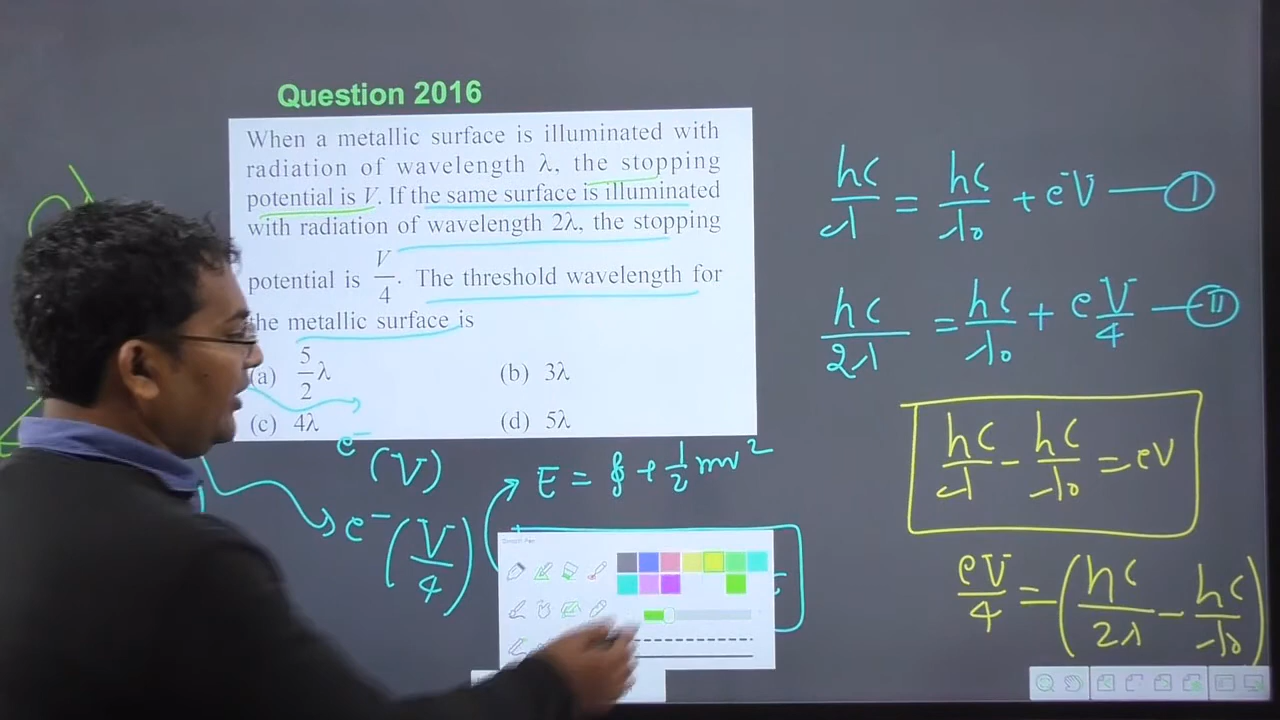 Question 2016
When a metallic surface is illuminated with
radiation of wavelength λ, the stopping
potential is V. If the same surface is illuminated
with radiation of wavelength 2λ, the stopping
potential is V/4. The threshold wavelength for
the metallic surface is
(a) 5/2 λ
(b) 3λ
(c) 4λ
(d) 5λ
hc/λ = hc/λ0 + eV — I
hc/2λ = hc/λ0 + eV/4 — II
hc/λ - hc/λ0 = eV
eV/4 = (hc/2λ - hc/λ0)
e⁻ (V)
e⁻ (V/4)
E = ϕ + 1/2 mv²